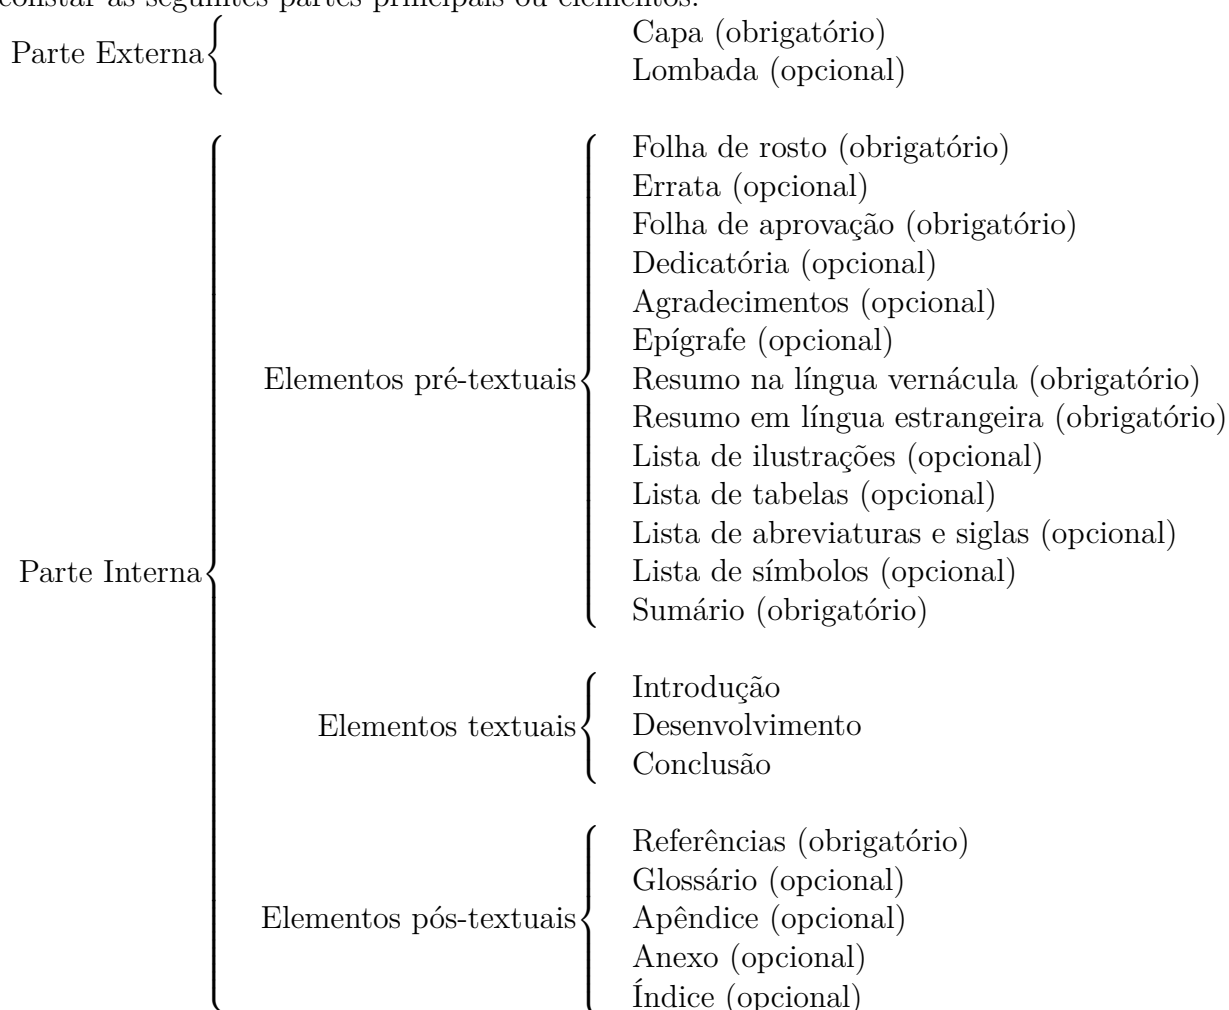 constar as seguintes partes principais ou elementos:
Parte Externa
Capa (obrigatório)
Lombada (opcional)
Parte Interna
Elementos pré-textuais
Folha de rosto (obrigatório)
Errata (opcional)
Folha de aprovação (obrigatório)
Dedicatória (opcional)
Agradecimentos (opcional)
Epígrafe (opcional)
Resumo na língua vernácula (obrigatório)
Resumo em língua estrangeira (obrigatório)
Lista de ilustrações (opcional)
Lista de tabelas (opcional)
Lista de abreviaturas e siglas (opcional)
Lista de símbolos (opcional)
Sumário (obrigatório)
Elementos textuais
Introdução
Desenvolvimento
Conclusão
Elementos pós-textuais
Referências (obrigatório)
Glossário (opcional)
Apêndice (opcional)
Anexo (opcional)
Índice (opcional)